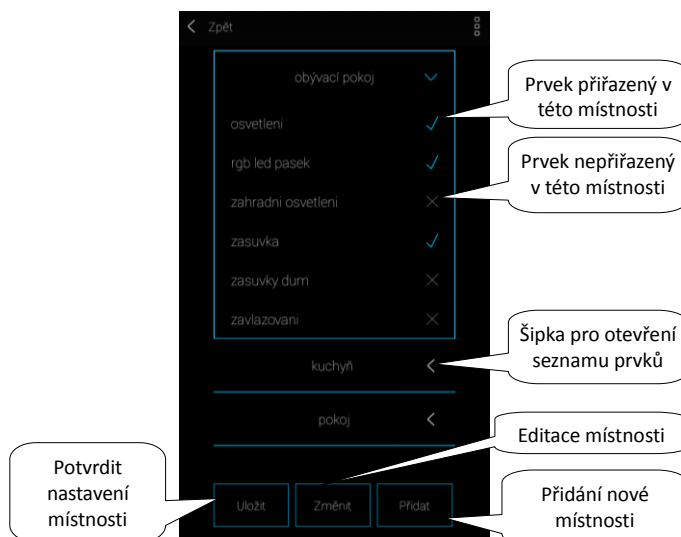 Zpět
obývací pokoj
osvetleni
rgb led pasek
zahradni osvetleni
zasuvka
zasuvky dum
zavlazovani
kuchyň
pokoj
Uložit
Změnit
Přidat
Prvek přiřazený v
této místnosti
Prvek nepřiřazený
v této místnosti
Šipka pro otevření
seznamu prvků
Editace místnosti
Přidání nové
místnosti
Potvrdit
nastavení
místnosti